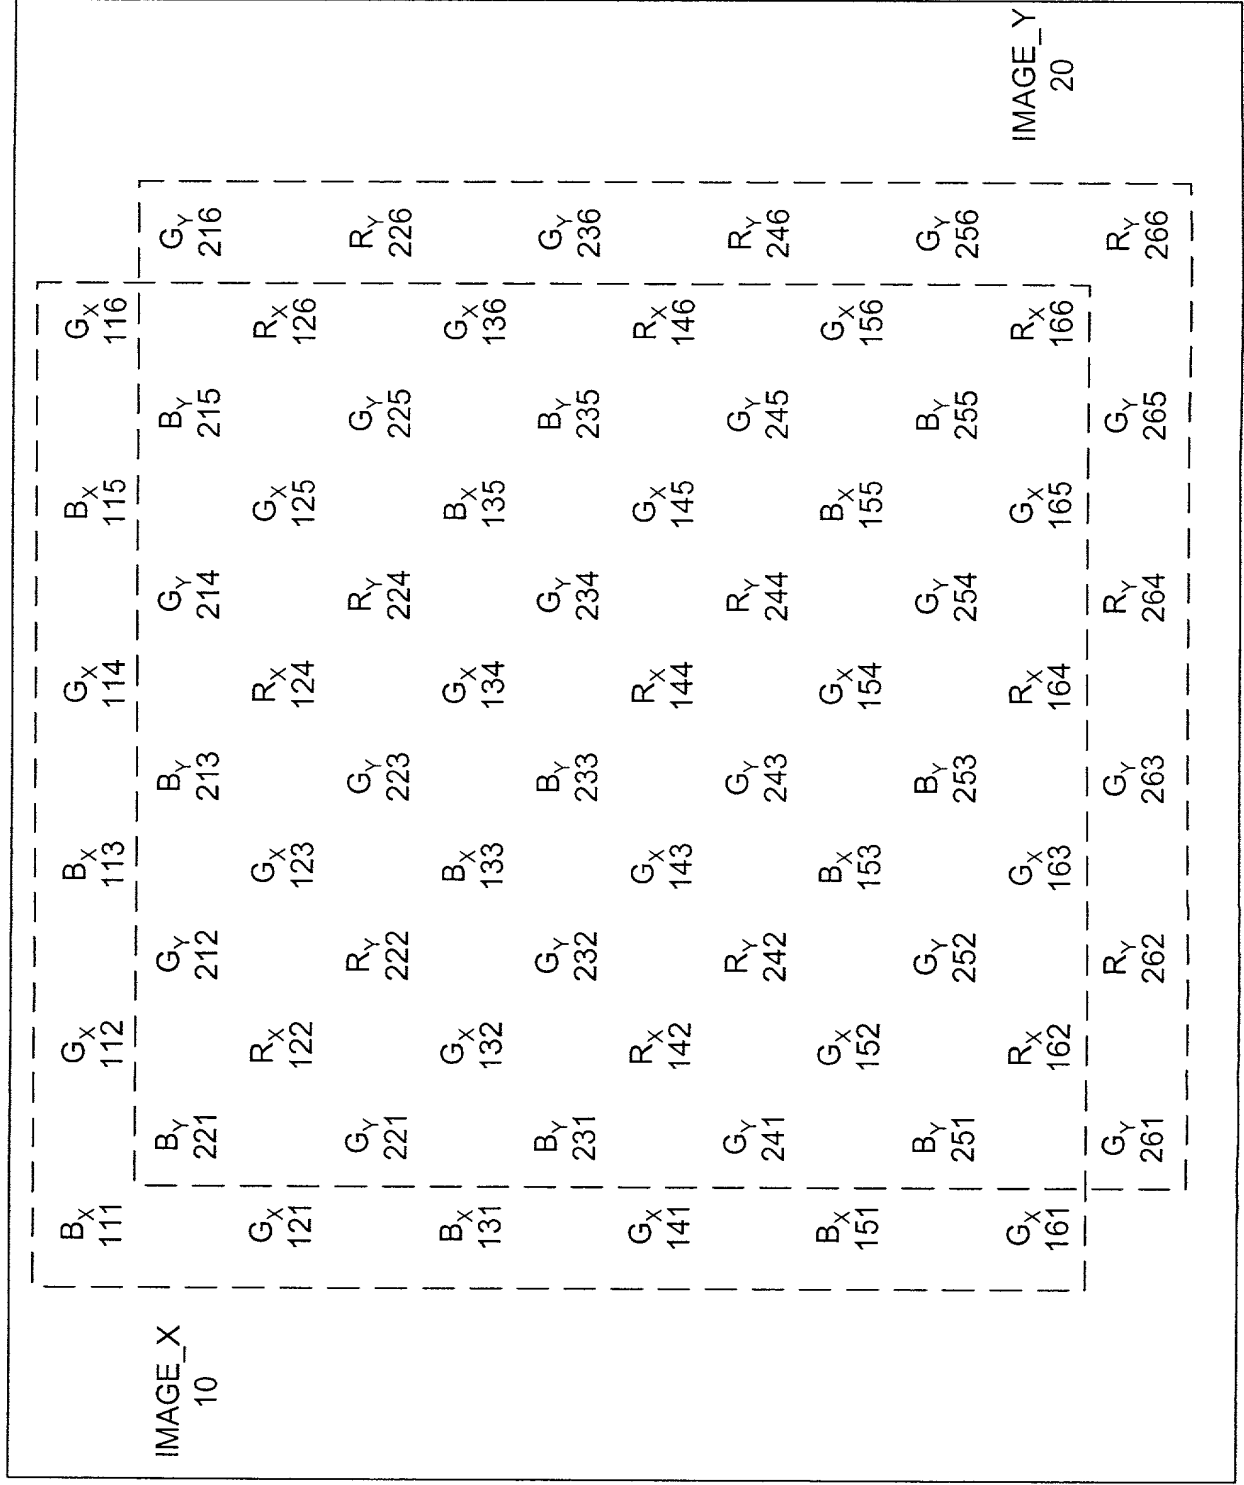 B_X G_X B_X G_X B_X G_X
111 112 113 114 115 116
IMAGE_X B_Y G_Y B_Y G_Y B_Y G_Y
10 221 212 213 214 215 216
G_X R_X G_X R_X G_X R_X
121 122 123 124 125 126
G_Y R_Y G_Y R_Y G_Y R_Y
221 222 223 224 225 226
B_X G_X B_X G_X B_X G_X
131 132 133 134 135 136
B_Y G_Y B_Y G_Y B_Y G_Y
231 232 233 234 235 236
G_X R_X G_X R_X G_X R_X
141 142 143 144 145 146
G_Y R_Y G_Y R_Y G_Y R_Y
241 242 243 244 245 246
B_X G_X B_X G_X B_X G_X
151 152 153 154 155 156
B_Y G_Y B_Y G_Y B_Y G_Y
251 252 253 254 255 256
G_X R_X G_X R_X G_X R_X IMAGE_Y
161 162 163 164 165 166 20
G_Y R_Y G_Y R_Y G_Y R_Y
261 262 263 264 265 266